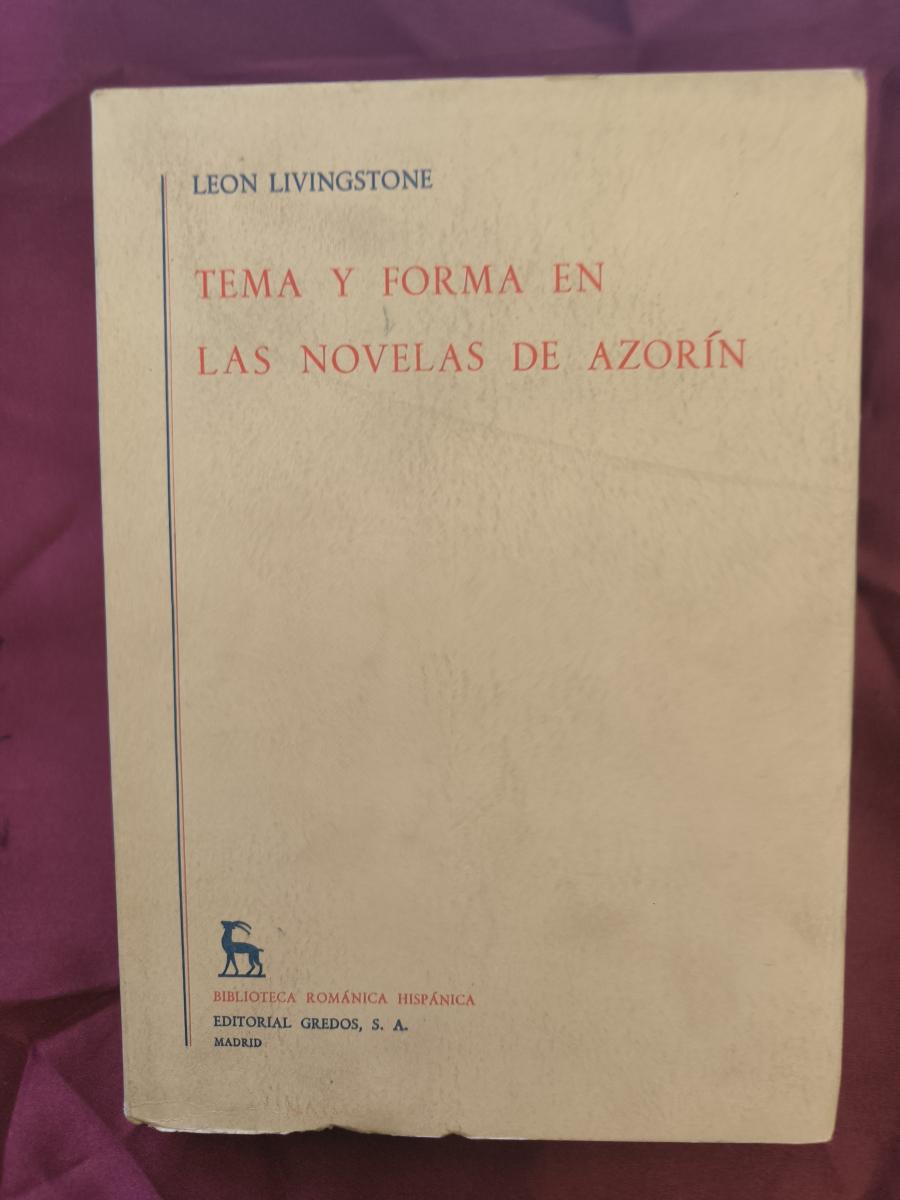 LEON LIVINGSTONE
TEMA Y FORMA EN
LAS NOVELAS DE AZORÍN
BIBLIOTECA ROMÁNICA HISPÁNICA
EDITORIAL GREDOS, S. A.
MADRID